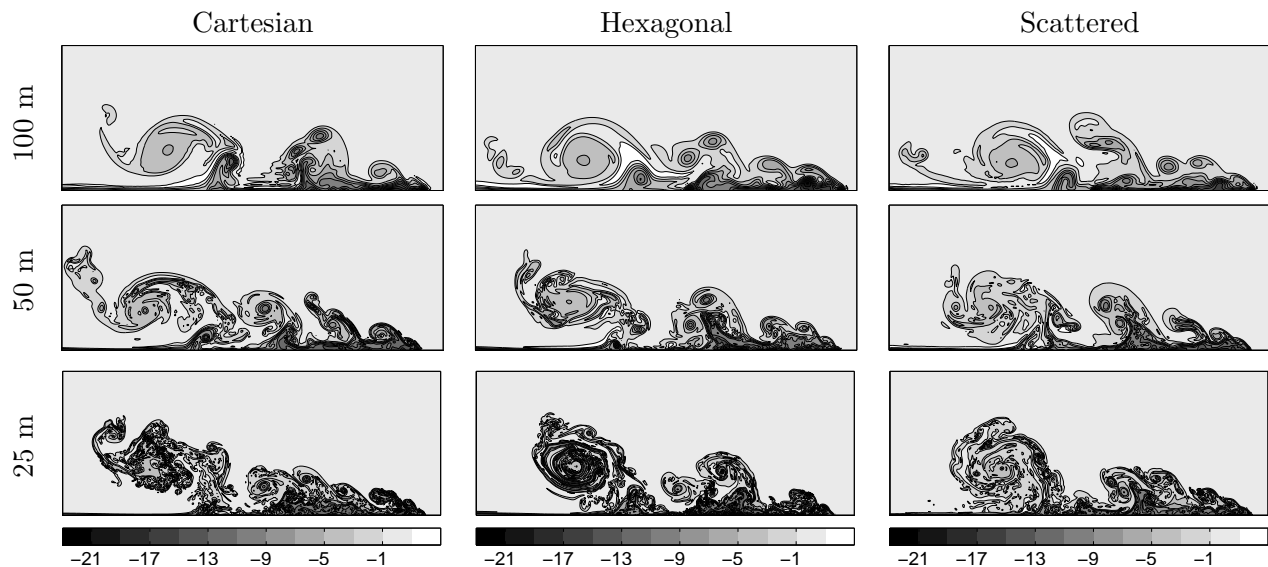 Cartesian Hexagonal Scattered
100 m
50 m
25 m
−21 −17 −13 −9 −5 −1 −21 −17 −13 −9 −5 −1 −21 −17 −13 −9 −5 −1